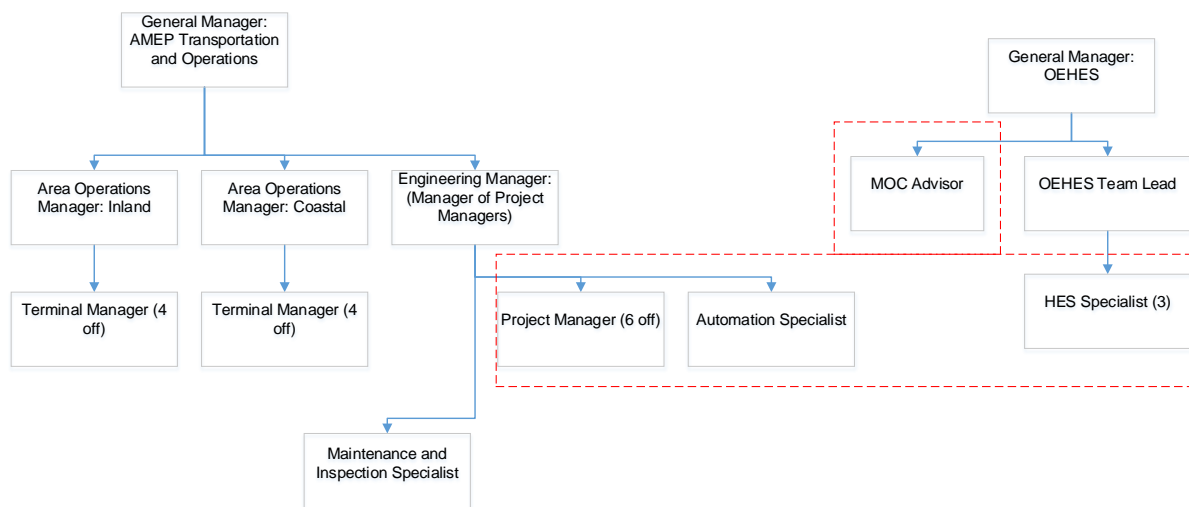 General Manager:
AMEP Transportation
and Operations
General Manager:
OEHES
Area Operations
Manager: Inland
Area Operations
Manager: Coastal
Engineering Manager:
(Manager of Project
Managers)
MOC Advisor
OEHES Team Lead
Terminal Manager (4
off)
Terminal Manager (4
off)
Project Manager (6 off)
Automation Specialist
HES Specialist (3)
Maintenance and
Inspection Specialist